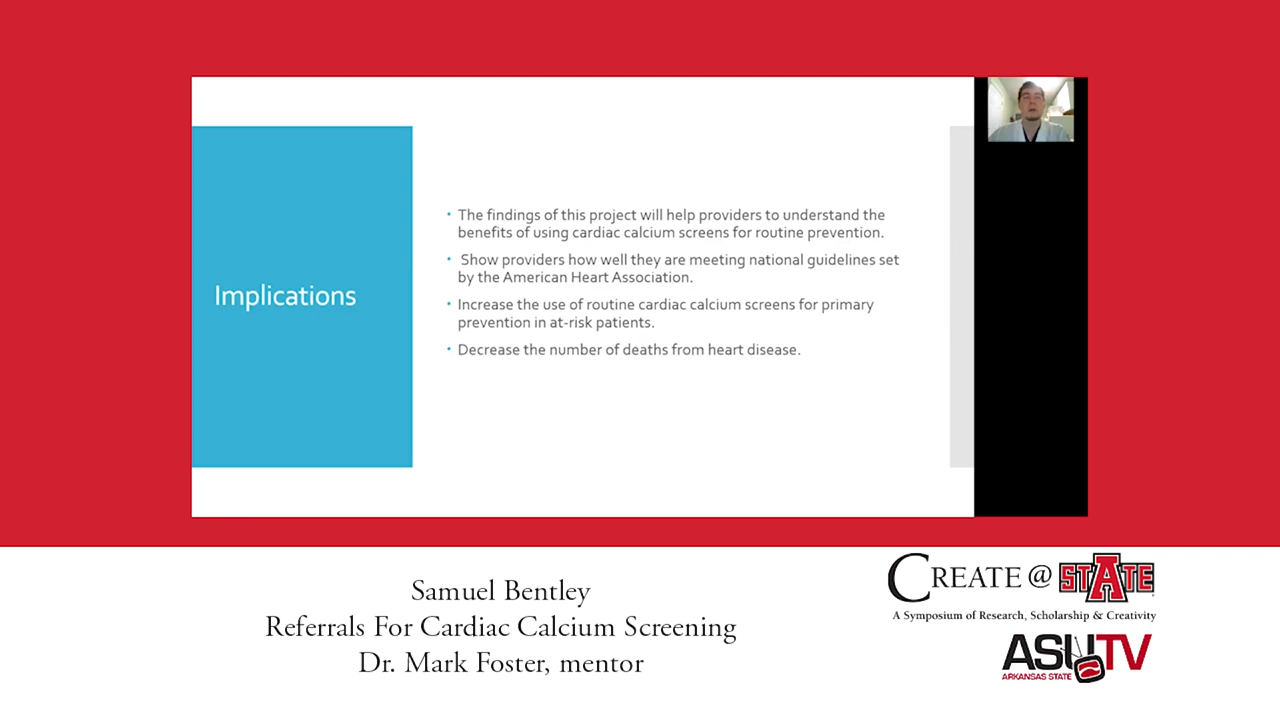 Implications
• The findings of this project will help providers to understand the
benefits of using cardiac calcium screens for routine prevention.
• Show providers how well they are meeting national guidelines set
by the American Heart Association.
• Increase the use of routine cardiac calcium screens for primary
prevention in at-risk patients.
• Decrease the number of deaths from heart disease.
Samuel Bentley
Referrals For Cardiac Calcium Screening
Dr. Mark Foster, mentor
CREATE @ STATE
A Symposium of Research, Scholarship & Creativity
ASUTV
ARKANSAS STATE